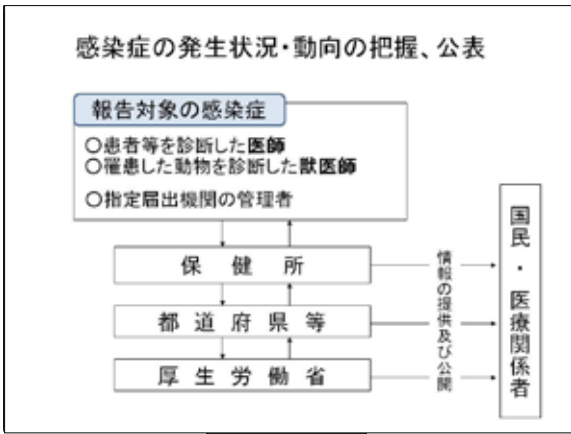 感染症の発生状況・動向の把握、公表
報告対象の感染症
○患者等を診断した医師
○罹患した動物を診断した獣医師
○指定届出機関の管理者
保健所
都道府県等
厚生労働省
情報の提供及び公開
国民・医療関係者